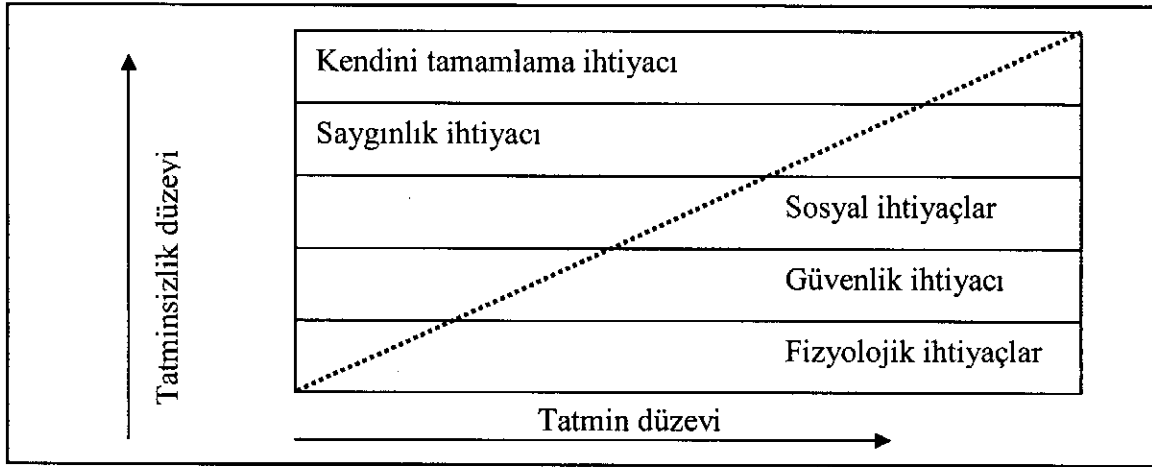 Kendini tamamlama ihtiyacı
Saygınlık ihtiyacı
Sosyal ihtiyaçlar
Güvenlik ihtiyacı
Fizyolojik ihtiyaçlar
Tatminsizlik düzeyi
Tatmin düzeyi